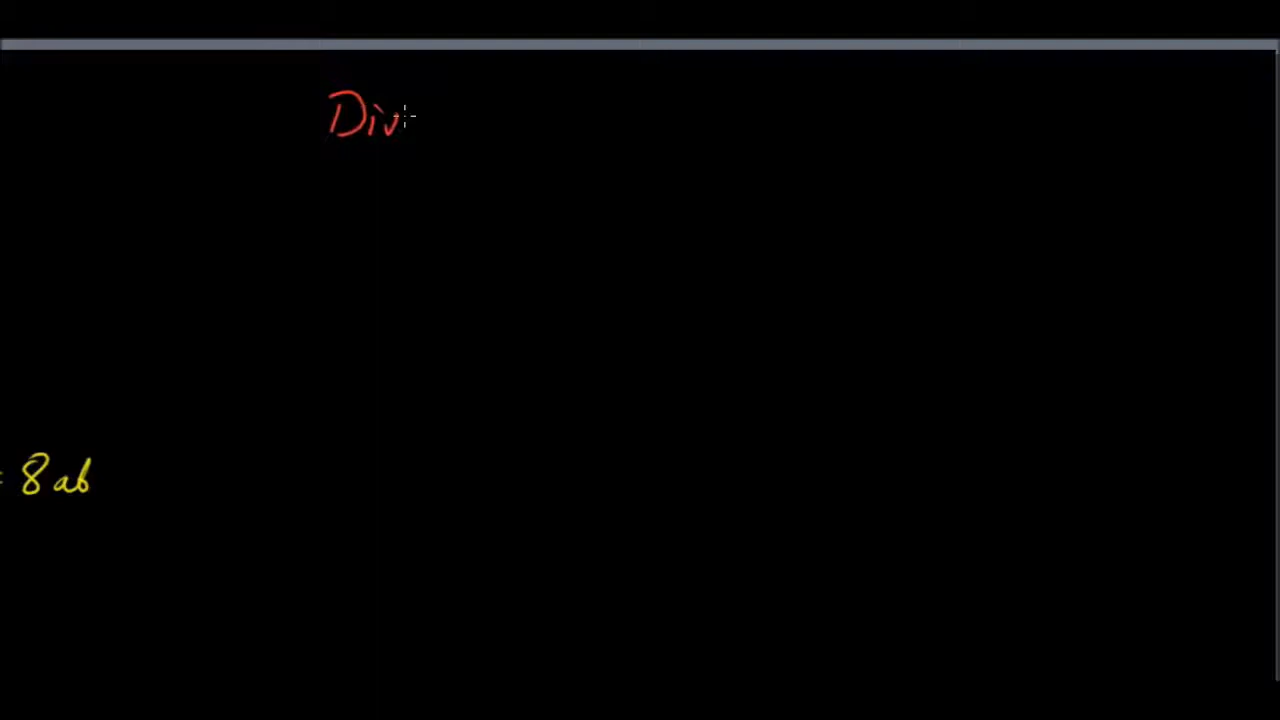 Div
= 8ab